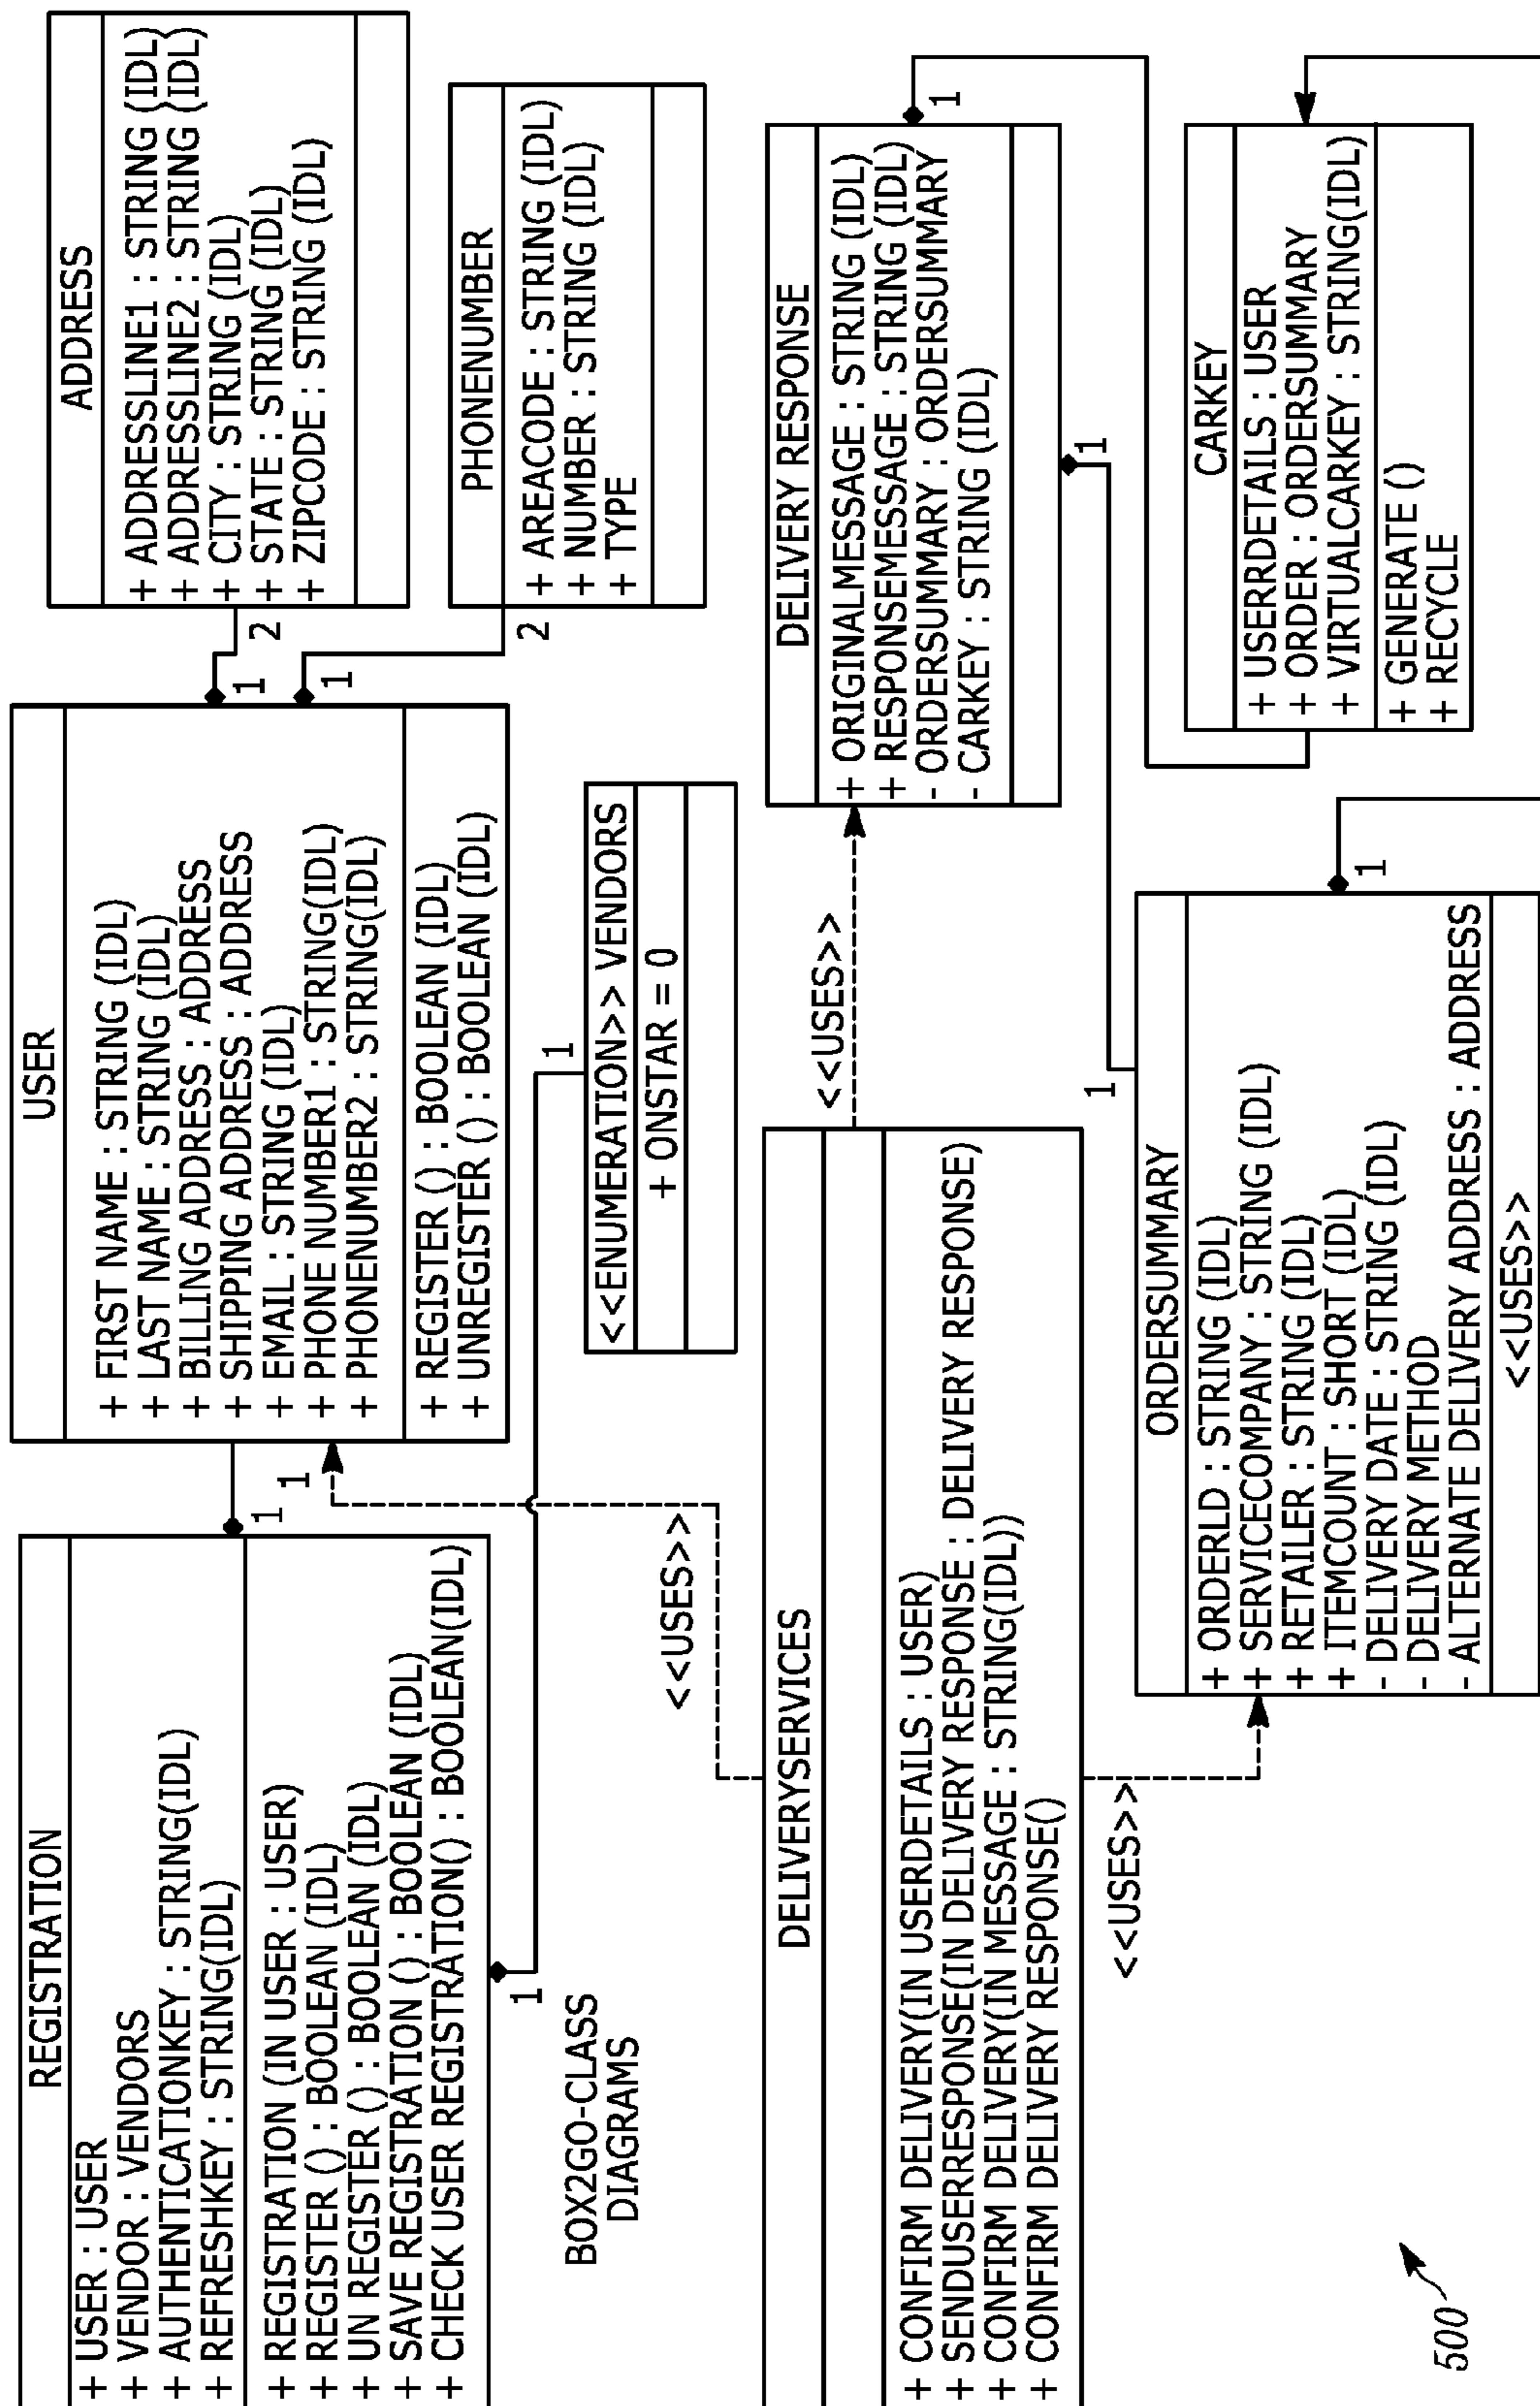 REGISTRATION
+ USER : USER
+ VENDOR : VENDORS
+ AUTHENTICATIONKEY : STRING(IDL)
+ REFRESHKEY : STRING(IDL)
+ REGISTRATION (IN USER : USER)
+ REGISTER () : BOOLEAN (IDL)
+ UN REGISTER () : BOOLEAN (IDL)
+ SAVE REGISTRATION () : BOOLEAN (IDL)
+ CHECK USER REGISTRATION() : BOOLEAN(IDL)
1
1
1
USER
+ FIRST NAME : STRING (IDL)
+ LAST NAME : STRING (IDL)
+ BILLING ADDRESS : ADDRESS
+ SHIPPING ADDRESS : ADDRESS
+ EMAIL : STRING (IDL)
+ PHONE NUMBER1 : STRING(IDL)
+ PHONENUMBER2 : STRING(IDL)
+ REGISTER () : BOOLEAN (IDL)
+ UNREGISTER () : BOOLEAN (IDL)
1
1
2
2
ADDRESS
+ ADDRESSLINE1 : STRING (IDL)
+ ADDRESSLINE2 : STRING (IDL)
+ CITY : STRING (IDL)
+ STATE : STRING (IDL)
+ ZIPCODE : STRING (IDL)
PHONENUMBER
+ AREACODE : STRING (IDL)
+ NUMBER : STRING (IDL)
+ TYPE
BOX2GO-CLASS
DIAGRAMS
<<USES>>
1
<<ENUMERATION>> VENDORS
+ ONSTAR = 0
DELIVERYSERVICES
+ CONFIRM DELIVERY(IN USERDETAILS : USER)
+ SENDUSERRESPONSE(IN DELIVERY RESPONSE : DELIVERY RESPONSE)
+ CONFIRM DELIVERY(IN MESSAGE : STRING(IDL))
+ CONFIRM DELIVERY RESPONSE()
<<USES>>
DELIVERY RESPONSE
+ ORIGINALMESSAGE : STRING (IDL)
+ RESPONSEMESSAGE : STRING (IDL)
- ORDERSUMMARY : ORDERSUMMARY
- CARKEY : STRING (IDL)
1
1
<<USES>>
1
ORDERSUMMARY
+ ORDERLD : STRING (IDL)
+ SERVICECOMPANY : STRING (IDL)
+ RETAILER : STRING (IDL)
+ ITEMCOUNT : SHORT (IDL)
- DELIVERY DATE : STRING (IDL)
- DELIVERY METHOD
- ALTERNATE DELIVERY ADDRESS : ADDRESS
<<USES>>
1
CARKEY
+ USERRDETAILS : USER
+ ORDER : ORDERSUMMARY
+ VIRTUALCARKEY : STRING(IDL)
+ GENERATE ()
+ RECYCLE
500